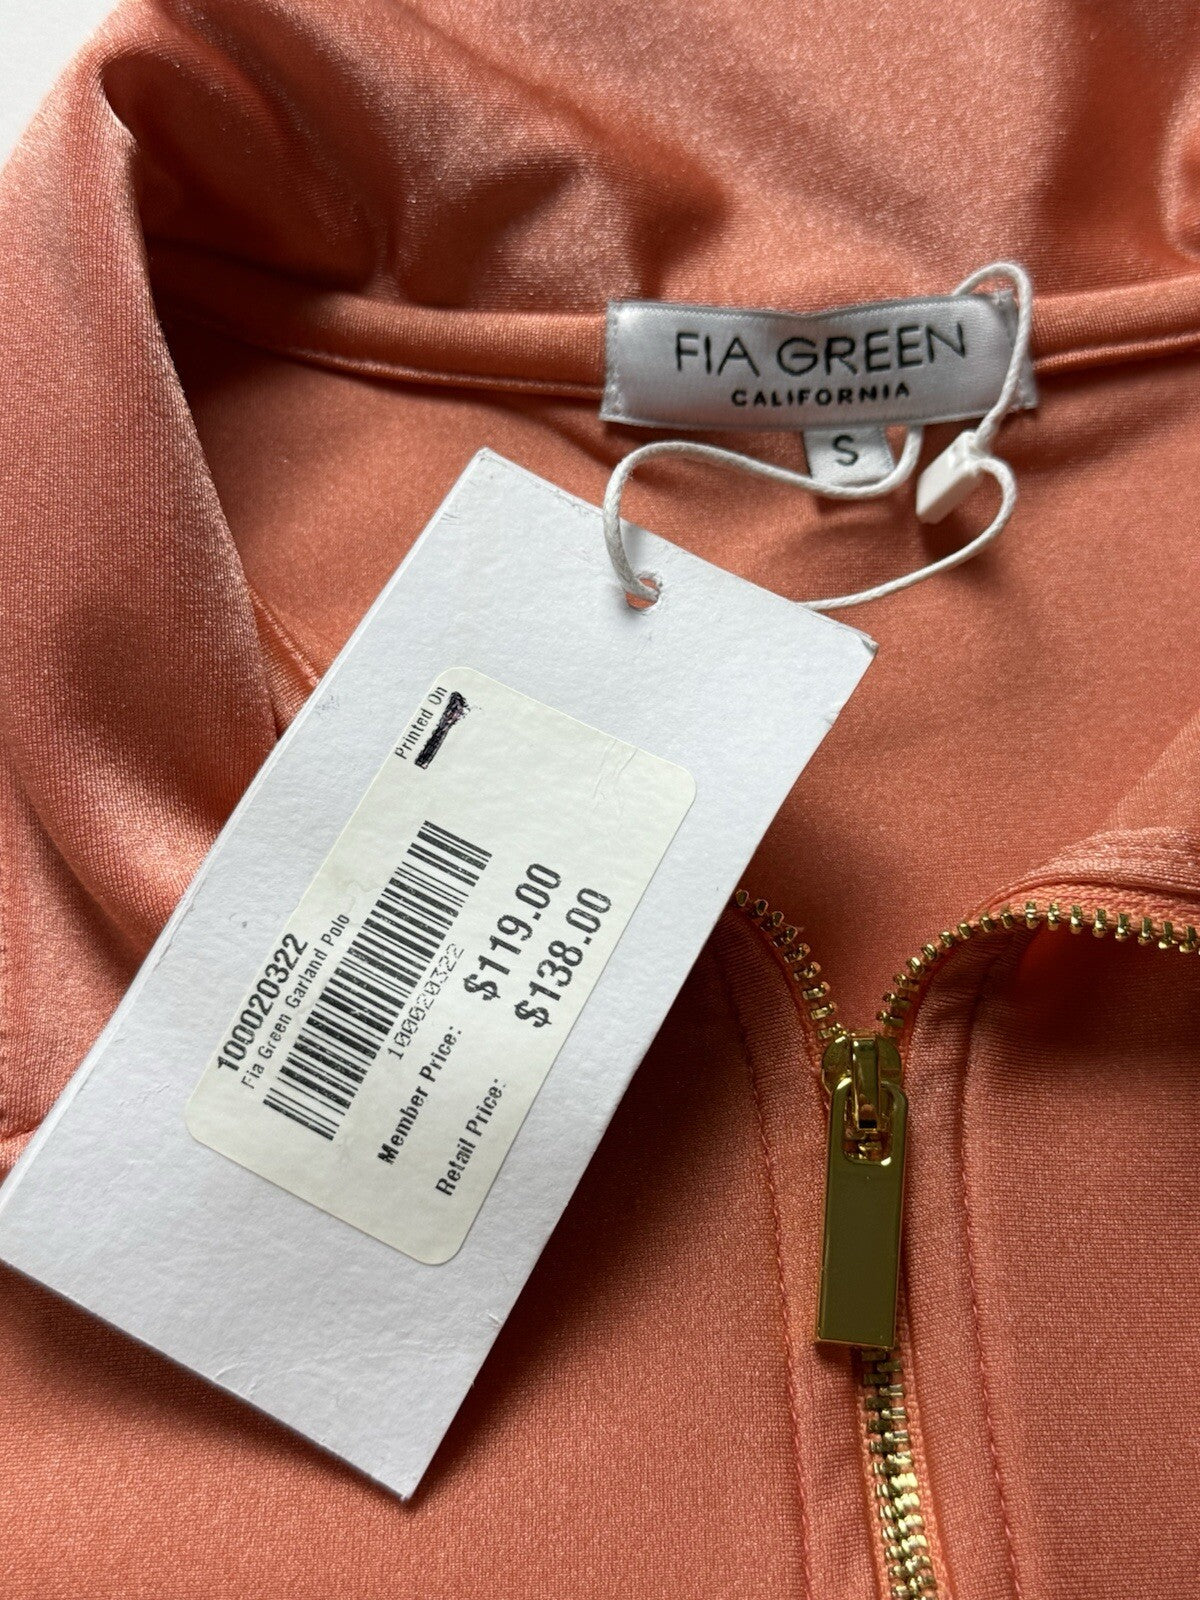 FIA GREEN
CALIFORNIA
S
Printed On
100020322
Fia Green Garland Polo
100020322
Member Price: $119.00
Retail Price: $138.00